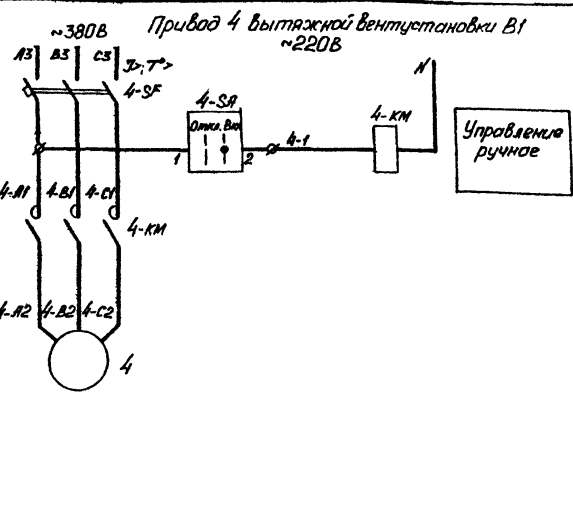 Привод 4 вытяжной вентустановки В1
~380В
~220В
А3 В3 С3
I>; T°>
4-SF
4-SA
Откл. Вкл
1 2
4-1
4-КМ
N
Управление
ручное
4-А1 4-В1 4-С1
4-КМ
4-А2 4-В2 4-С2
4